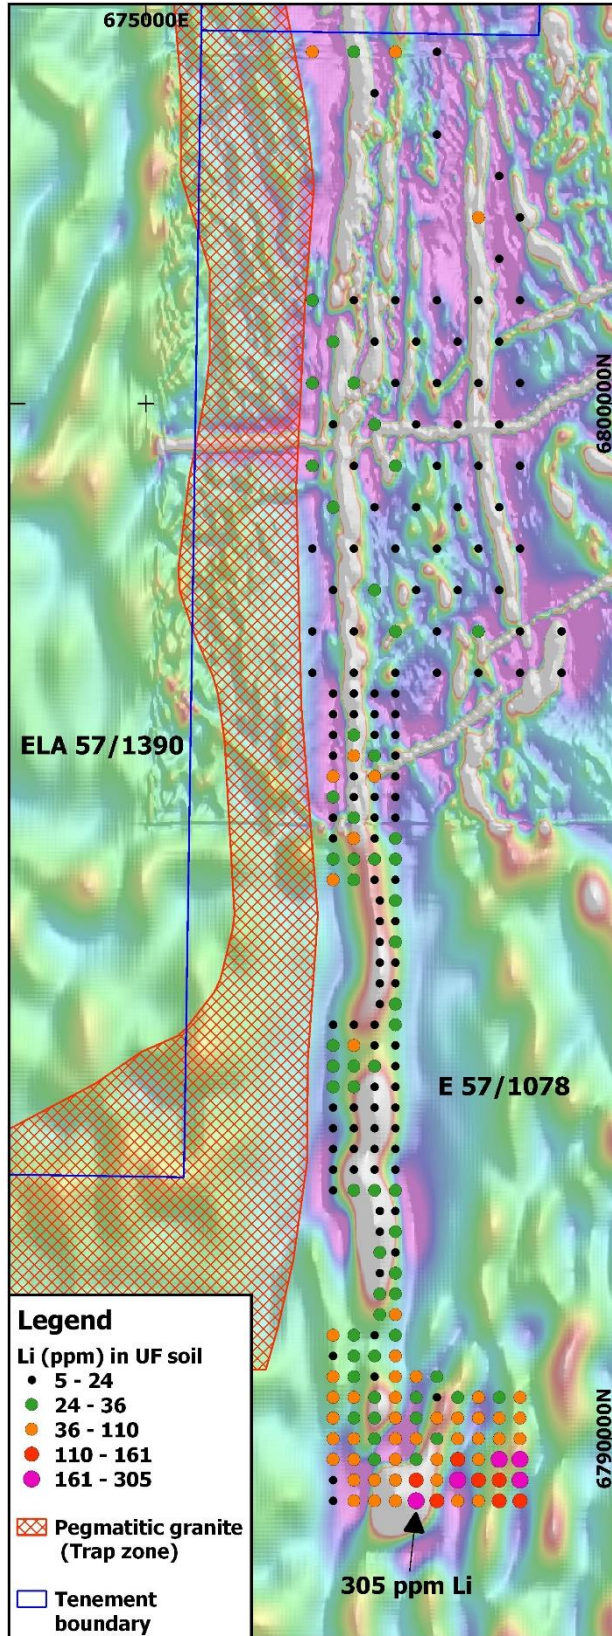 675000E
6800000N
ELA 57/1390
E 57/1078
6790000N
305 ppm Li
Legend
Li (ppm) in UF soil
5 - 24
24 - 36
36 - 110
110 - 161
161 - 305
Pegmatitic granite
(Trap zone)
Tenement
boundary